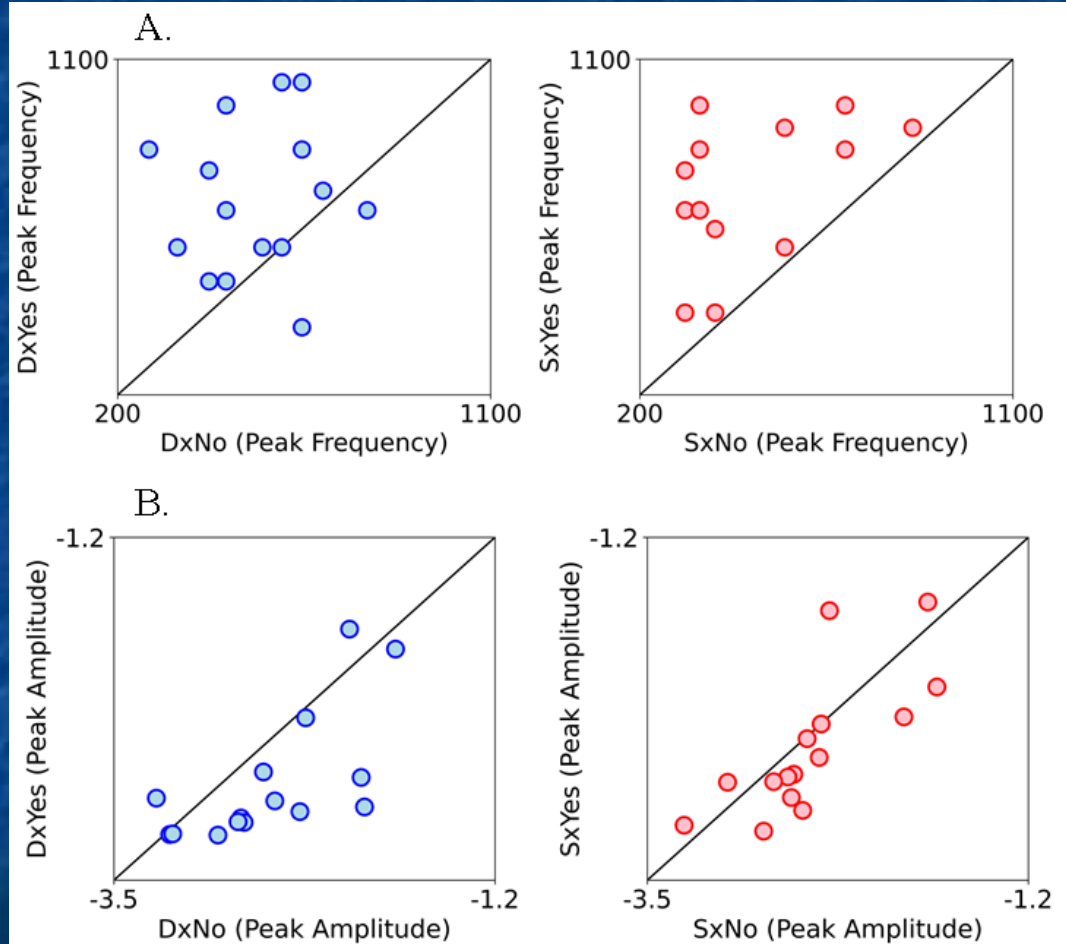 A.
1100
DxYes (Peak Frequency)
200
1100
DxNo (Peak Frequency)
1100
SxYes (Peak Frequency)
200
1100
SxNo (Peak Frequency)
B.
-1.2
DxYes (Peak Amplitude)
-3.5
-1.2
DxNo (Peak Amplitude)
-1.2
SxYes (Peak Amplitude)
-3.5
-1.2
SxNo (Peak Amplitude)